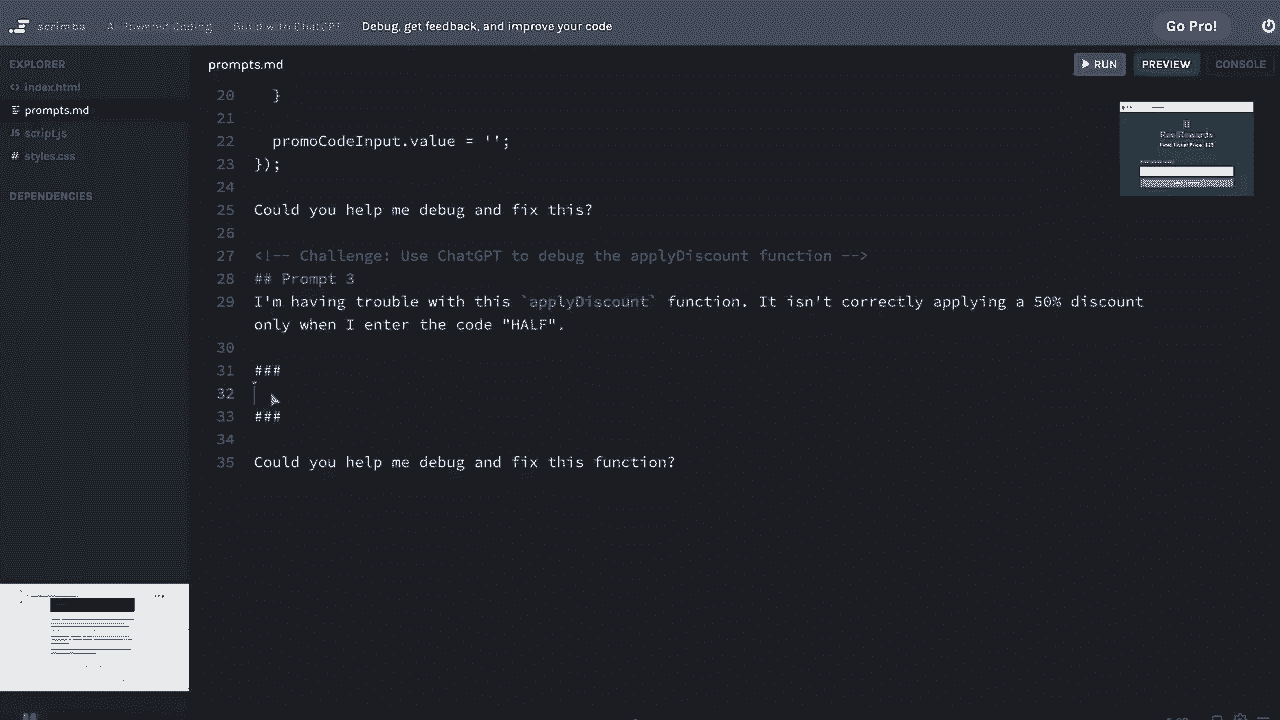 scrimba AI-Powered Coding Build with ChatGPT Debug, get feedback, and improve your code Go Pro!
EXPLORER
index.html
prompts.md
script.js
styles.css
DEPENDENCIES
prompts.md
RUN PREVIEW CONSOLE
20 }
21
22 promoCodeInput.value = '';
23 });
24
25 Could you help me debug and fix this?
26
27 <!-- Challenge: Use ChatGPT to debug the applyDiscount function -->
28 ## Prompt 3
29 I'm having trouble with this `applyDiscount` function. It isn't correctly applying a 50% discount
only when I enter the code "HALF".
30
31 ###
32
33 ###
34
35 Could you help me debug and fix this function?